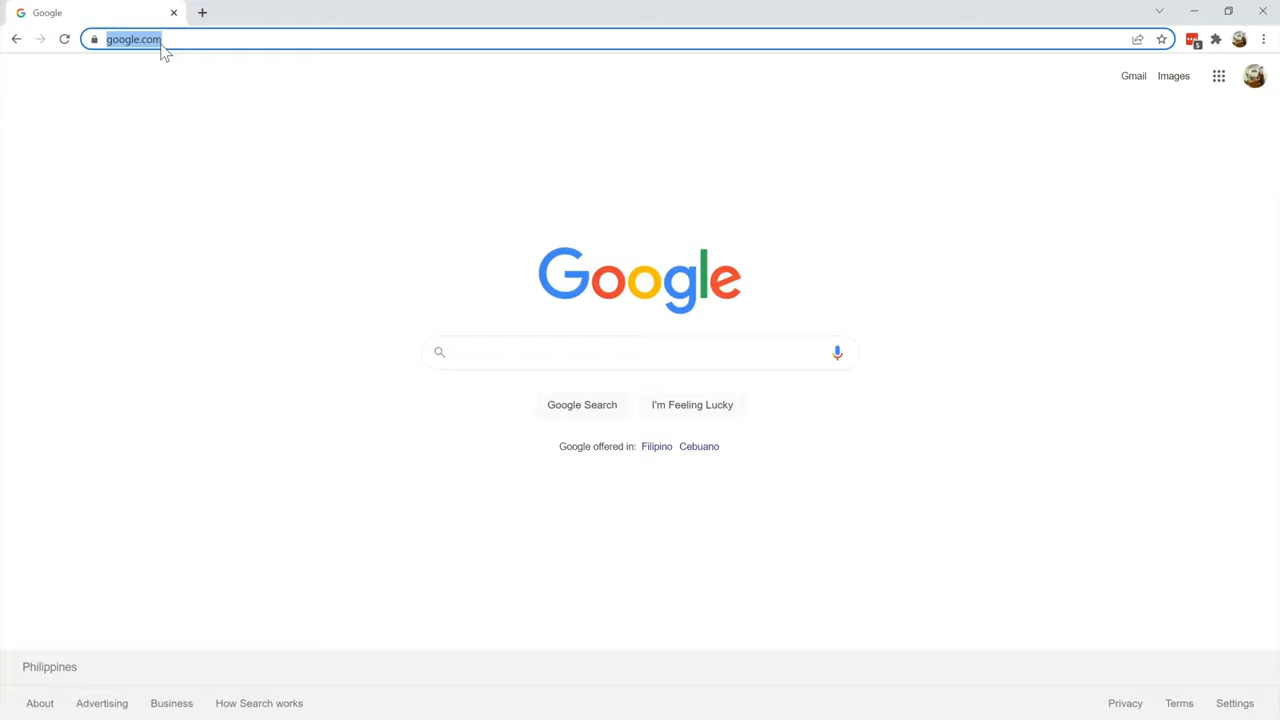 Google
google.com
5
Gmail Images
Google
Google Search I'm Feeling Lucky
Google offered in: Filipino Cebuano
Philippines
About Advertising Business How Search works Privacy Terms Settings